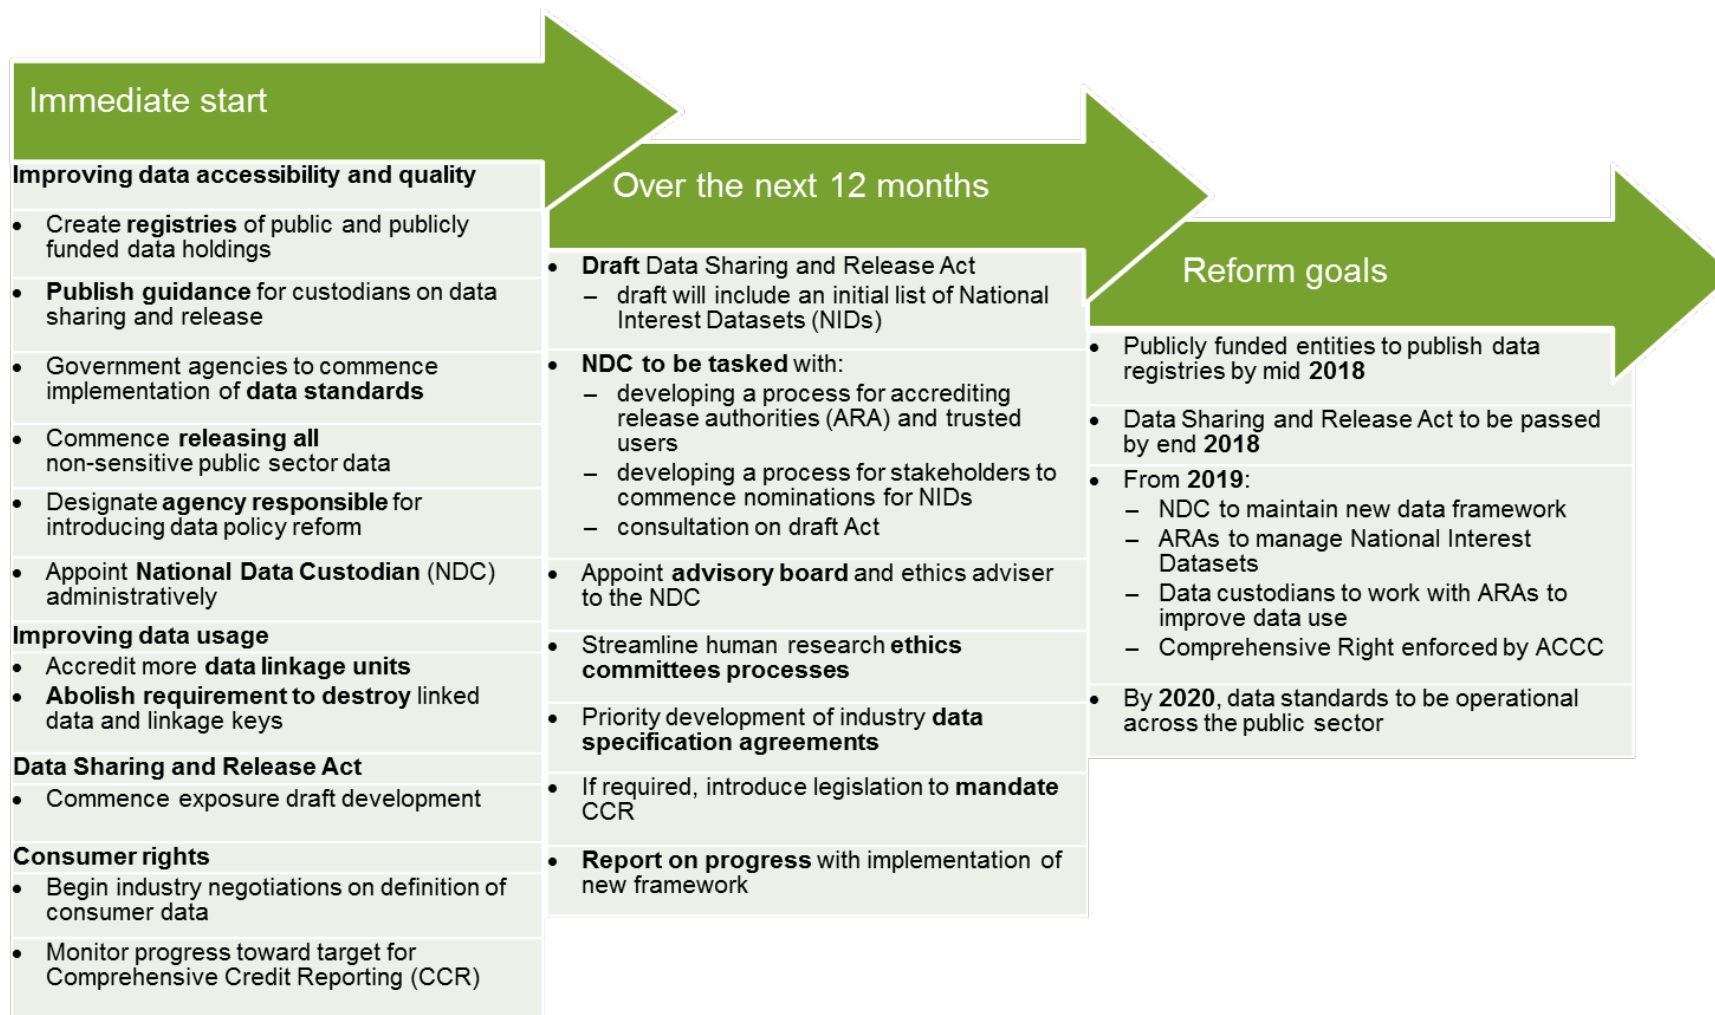 Immediate start
Improving data accessibility and quality
• Create registries of public and publicly
funded data holdings
• Publish guidance for custodians on data
sharing and release
• Government agencies to commence
implementation of data standards
• Commence releasing all
non-sensitive public sector data
• Designate agency responsible for
introducing data policy reform
• Appoint National Data Custodian (NDC)
administratively
Improving data usage
• Accredit more data linkage units
• Abolish requirement to destroy linked
data and linkage keys
Data Sharing and Release Act
• Commence exposure draft development
Consumer rights
• Begin industry negotiations on definition of
consumer data
• Monitor progress toward target for
Comprehensive Credit Reporting (CCR)
Over the next 12 months
• Draft Data Sharing and Release Act
– draft will include an initial list of National
Interest Datasets (NIDs)
• NDC to be tasked with:
– developing a process for accrediting
release authorities (ARA) and trusted
users
– developing a process for stakeholders to
commence nominations for NIDs
– consultation on draft Act
• Appoint advisory board and ethics adviser
to the NDC
• Streamline human research ethics
committees processes
• Priority development of industry data
specification agreements
• If required, introduce legislation to mandate
CCR
• Report on progress with implementation of
new framework
Reform goals
• Publicly funded entities to publish data
registries by mid 2018
• Data Sharing and Release Act to be passed
by end 2018
• From 2019:
– NDC to maintain new data framework
– ARAs to manage National Interest
Datasets
– Data custodians to work with ARAs to
improve data use
– Comprehensive Right enforced by ACCC
• By 2020, data standards to be operational
across the public sector